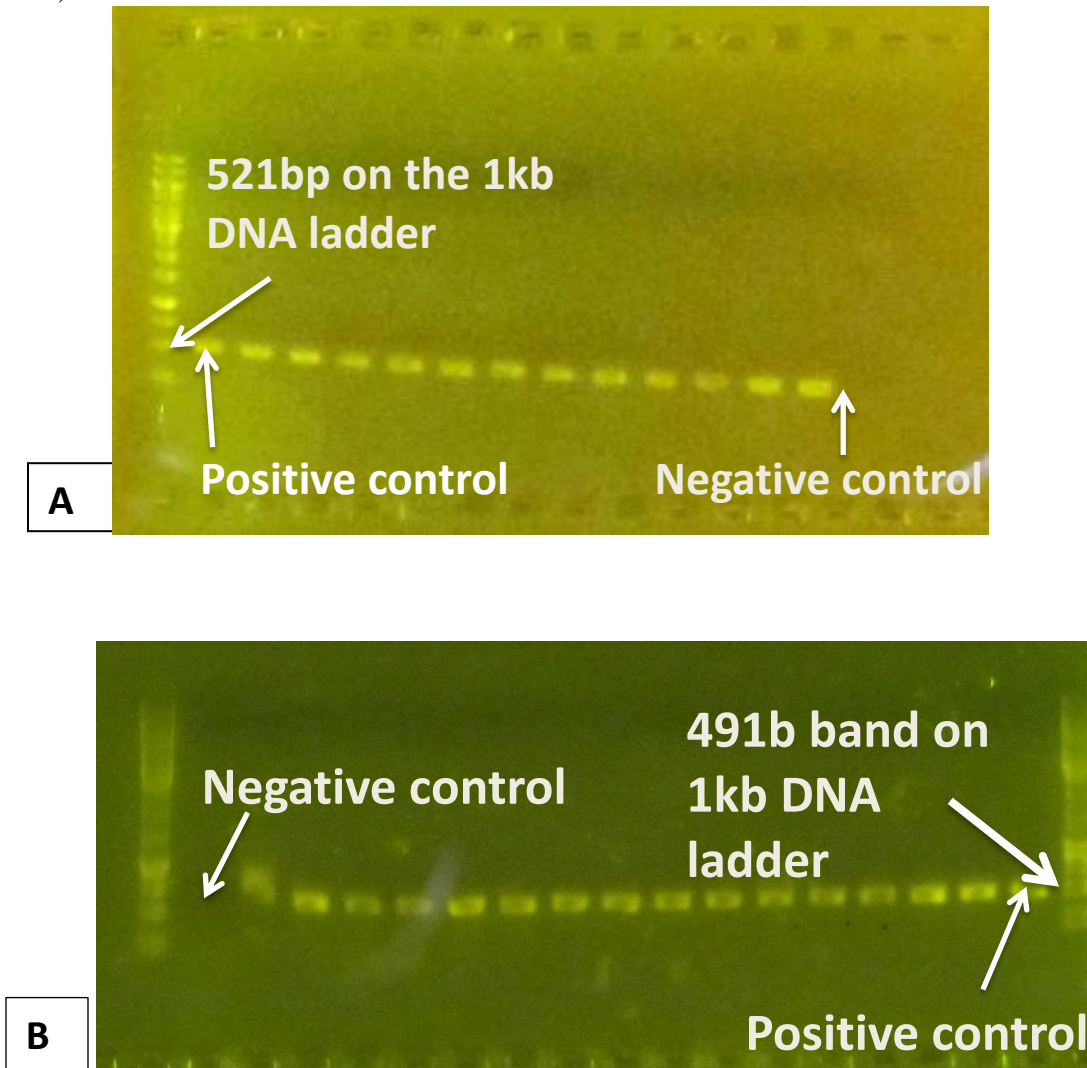 521bp on the 1kb
DNA ladder
Positive control
Negative control
A
491b band on
1kb DNA
ladder
Negative control
Positive control
B